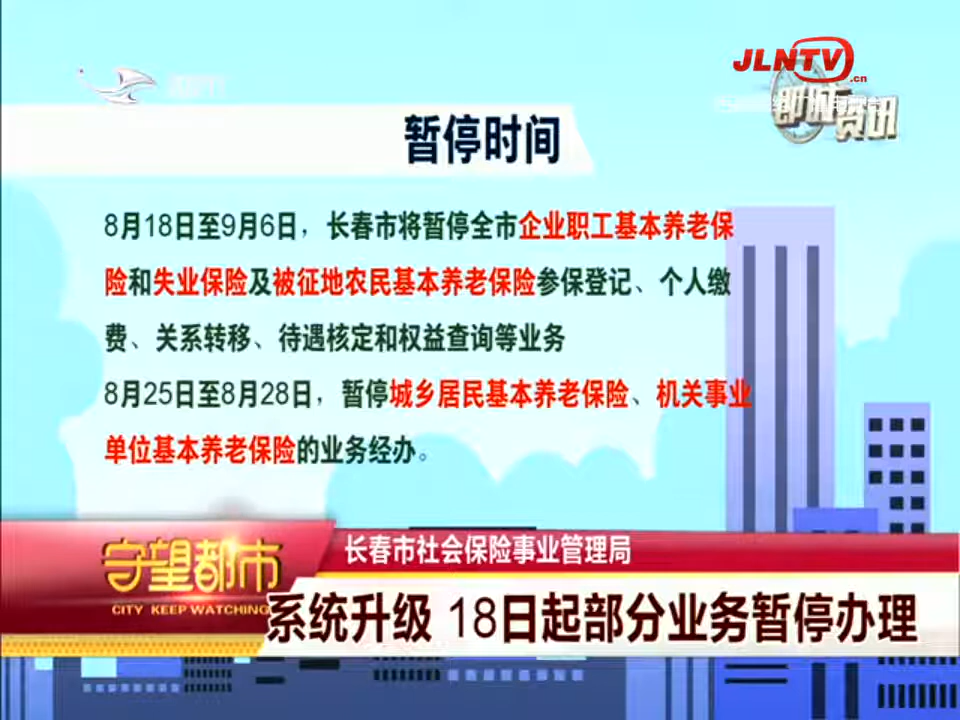 JLNTV.cn
即时资讯
暂停时间
8月18日至9月6日，长春市将暂停全市企业职工基本养老保
险和失业保险及被征地农民基本养老保险参保登记、个人缴
费、关系转移、待遇核定和权益查询等业务
8月25日至8月28日，暂停城乡居民基本养老保险、机关事业
单位基本养老保险的业务经办。
守望都市
CITY KEEP WATCHING
长春市社会保险事业管理局
系统升级 18日起部分业务暂停办理